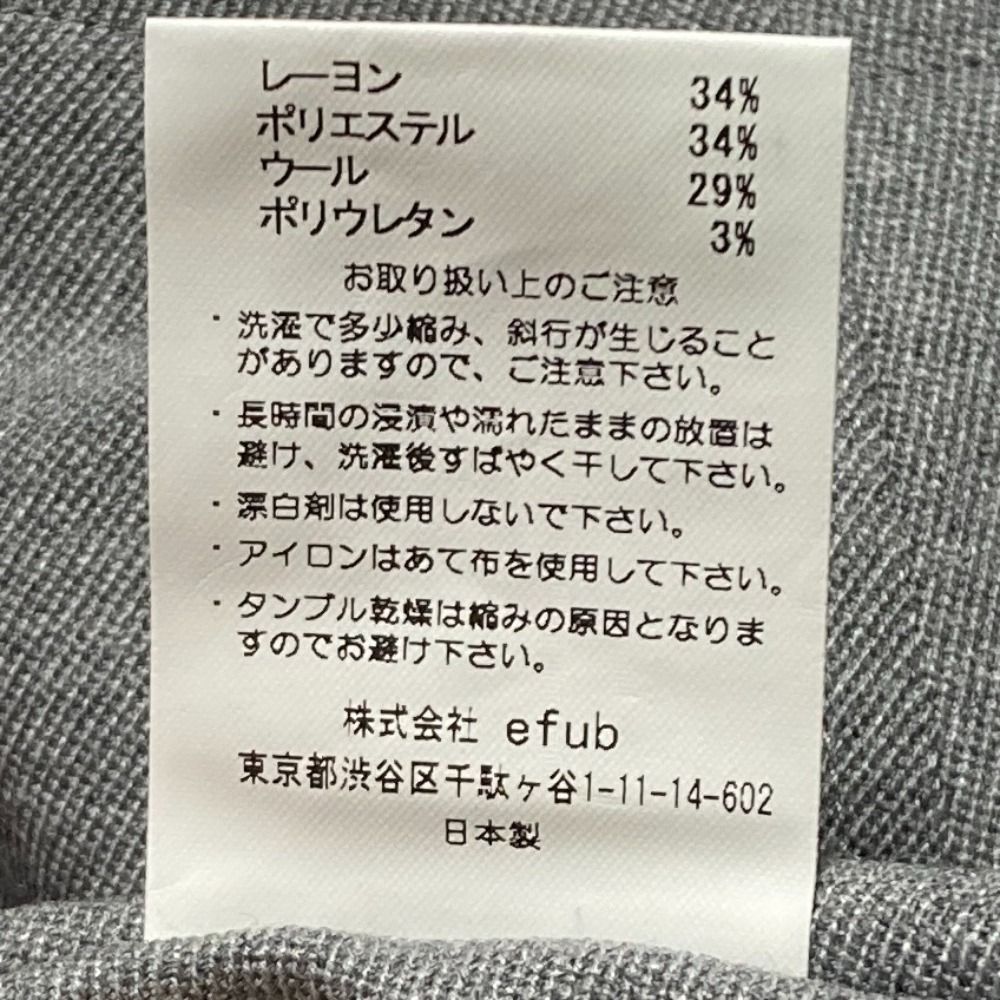 レーヨン 34%
ポリエステル 34%
ウール 29%
ポリウレタン 3%
お取り扱い上のご注意
・洗濯で多少縮み、斜行が生じること
がありますので、ご注意下さい。
・長時間の浸漬や濡れたままの放置は
避け、洗濯後すばやく干して下さい。
・漂白剤は使用しないで下さい。
・アイロンはあて布を使用して下さい。
・タンブル乾燥は縮みの原因となりま
すのでお避け下さい。
株式会社 efub
東京都渋谷区千駄ヶ谷1-11-14-602
日本製